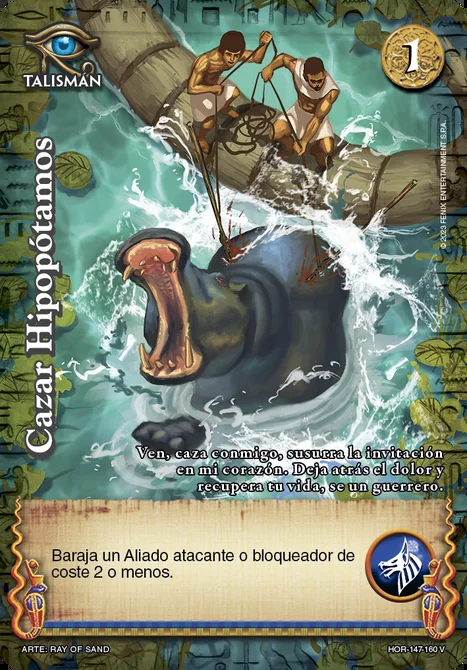 TALISMÁN
1
Cazar Hipopótamos
© 2023 FENIX ENTERTAINMENT S.P.A.
Ven, caza conmigo, susurra la invitación
en mi corazón. Deja atrás el dolor y
recupera tu vida, se un guerrero.
Baraja un Aliado atacante o bloqueador de
coste 2 o menos.
ARTE: RAY OF SAND
HOR-147-160 V